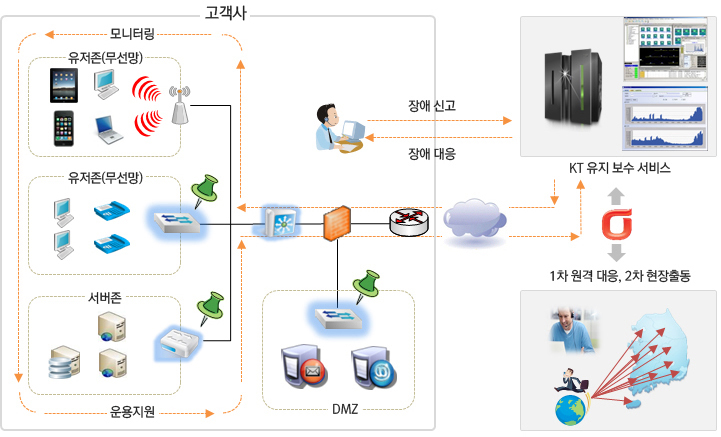 고객사
모니터링
유저존(무선망)
유저존(무선망)
서버존
운용지원
DMZ
장애 신고
장애 대응
KT 유지 보수 서비스
1차 원격 대응, 2차 현장출동